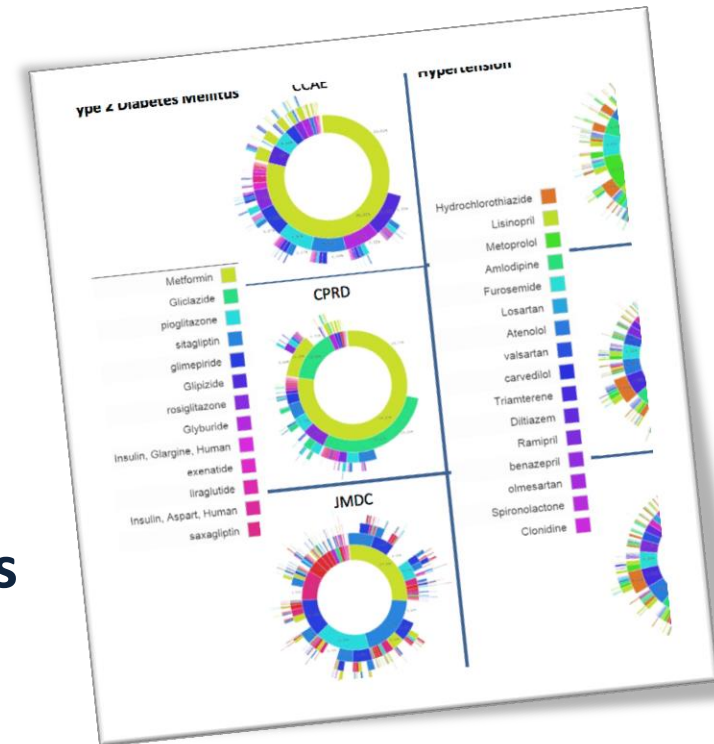 ype 2 Diabetes Mellitus
CCAE
Hypertension
Metformin
Gliclazide
pioglitazone
sitagliptin
glimepiride
Glipizide
rosiglitazone
Glyburide
Insulin, Glargine, Human
exenatide
liraglutide
Insulin, Aspart, Human
saxagliptin
CPRD
JMDC
Hydrochlorothiazide
Lisinopril
Metoprolol
Amlodipine
Furosemide
Losartan
Atenolol
valsartan
carvedilol
Triamterene
Diltiazem
Ramipril
benazepril
olmesartan
Spironolactone
Clonidine
s